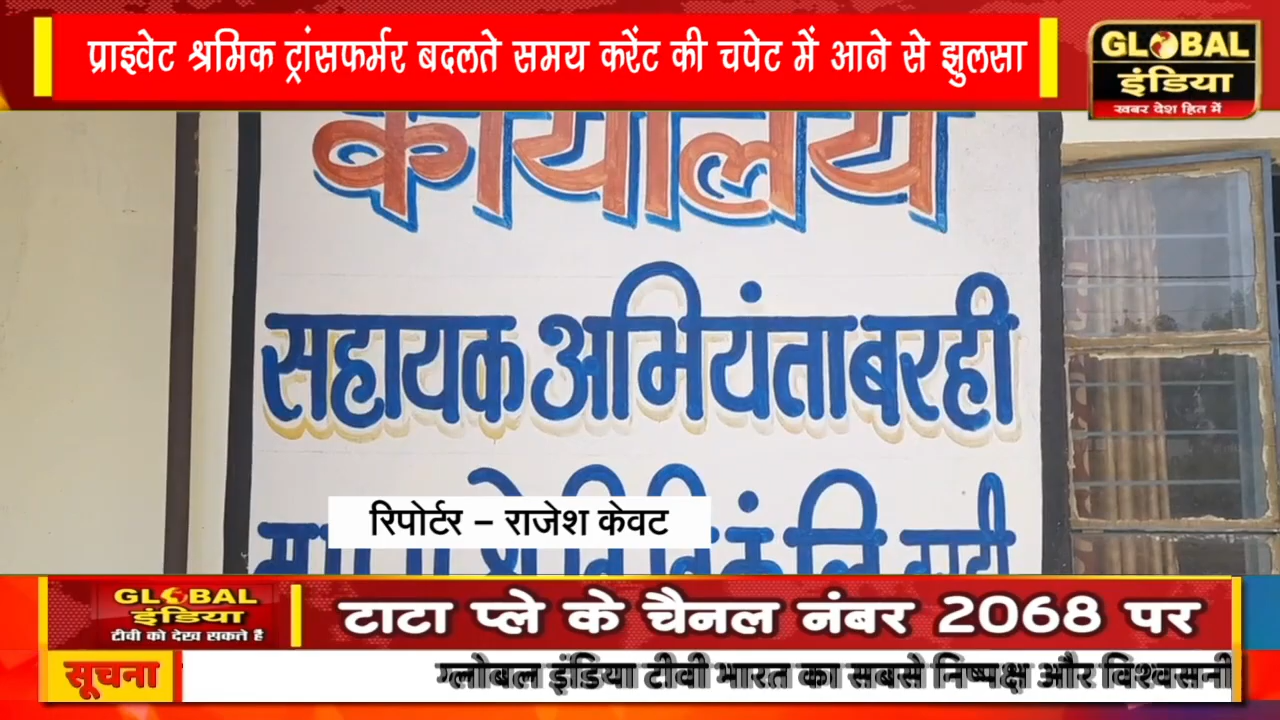 प्राइवेट श्रमिक ट्रांसफर्मर बदलते समय करेंट की चपेट में आने से झुलसा
GLOBAL
इंडिया
खबर देश हित में
कार्यालय
सहायक अभियंता बरही
रिपोर्टर – राजेश केवट
GLOBAL
इंडिया
टीवी को देख सकते है
टाटा प्ले के चैनल नंबर 2068 पर
सूचना
ग्लोबल इंडिया टीवी भारत का सबसे निष्पक्ष और विश्वसनी